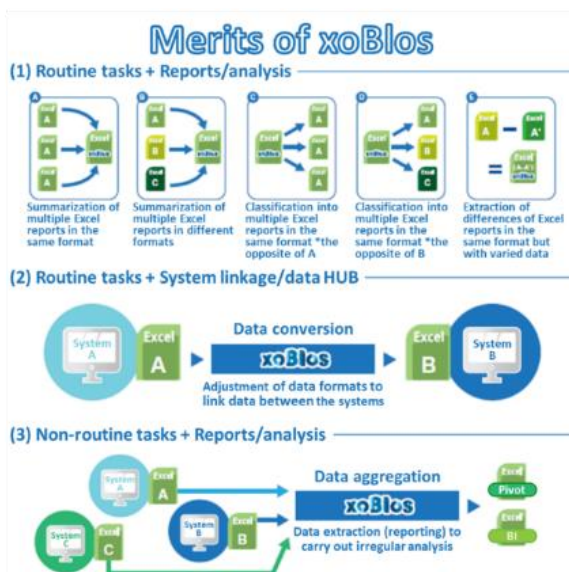 Merits of xoBlos
(1) Routine tasks + Reports/analysis
A
Excel
A
Excel
A
Excel
A
Excel
xoBlos
Summarization of
multiple Excel
reports in the
same format
B
Excel
A
Excel
B
Excel
C
Excel
xoBlos
Summarization of
multiple Excel
reports in different
formats
C
Excel
xoBlos
Excel
A
Excel
A
Excel
A
Classification into
multiple Excel
reports in the
same format *the
opposite of A
D
Excel
xoBlos
Excel
A
Excel
B
Excel
C
Classification into
multiple Excel
reports in the
same format *the
opposite of B
E
Excel
A
−
Excel
A'
=
Excel
(A-A')
xoBlos
Extraction of
differences of Excel
reports in the
same format but
with varied data
(2) Routine tasks + System linkage/data HUB
System
A
Excel
A
Data conversion
xoBlos
Adjustment of data formats to
link data between the systems
Excel
B
System
B
(3) Non-routine tasks + Reports/analysis
System
A
Excel
A
System
B
Excel
B
System
C
Excel
C
Data aggregation
xoBlos
Data extraction (reporting) to
carry out irregular analysis
Excel
Pivot
Excel
BI